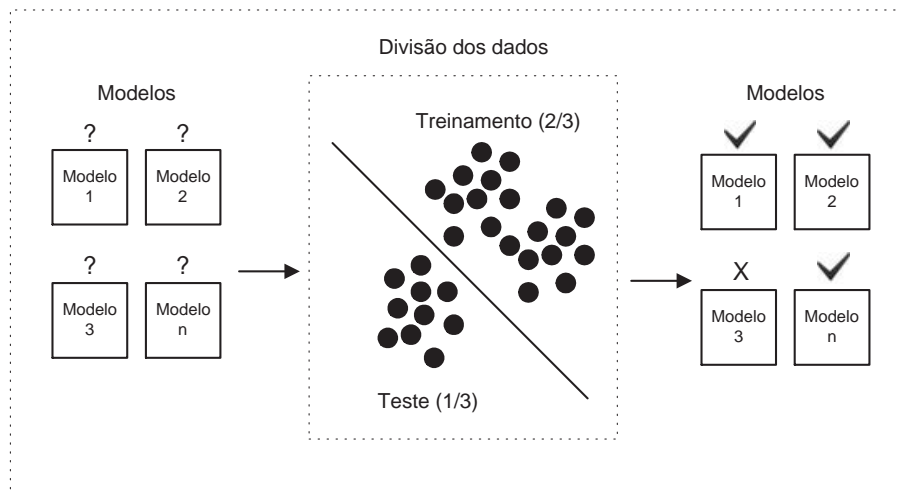 Divisão dos dados
Modelos
? ?
Modelo
1
Modelo
2
? ?
Modelo
3
Modelo
n
Treinamento (2/3)
Teste (1/3)
Modelos
Modelo
1
Modelo
2
X
Modelo
3
Modelo
n